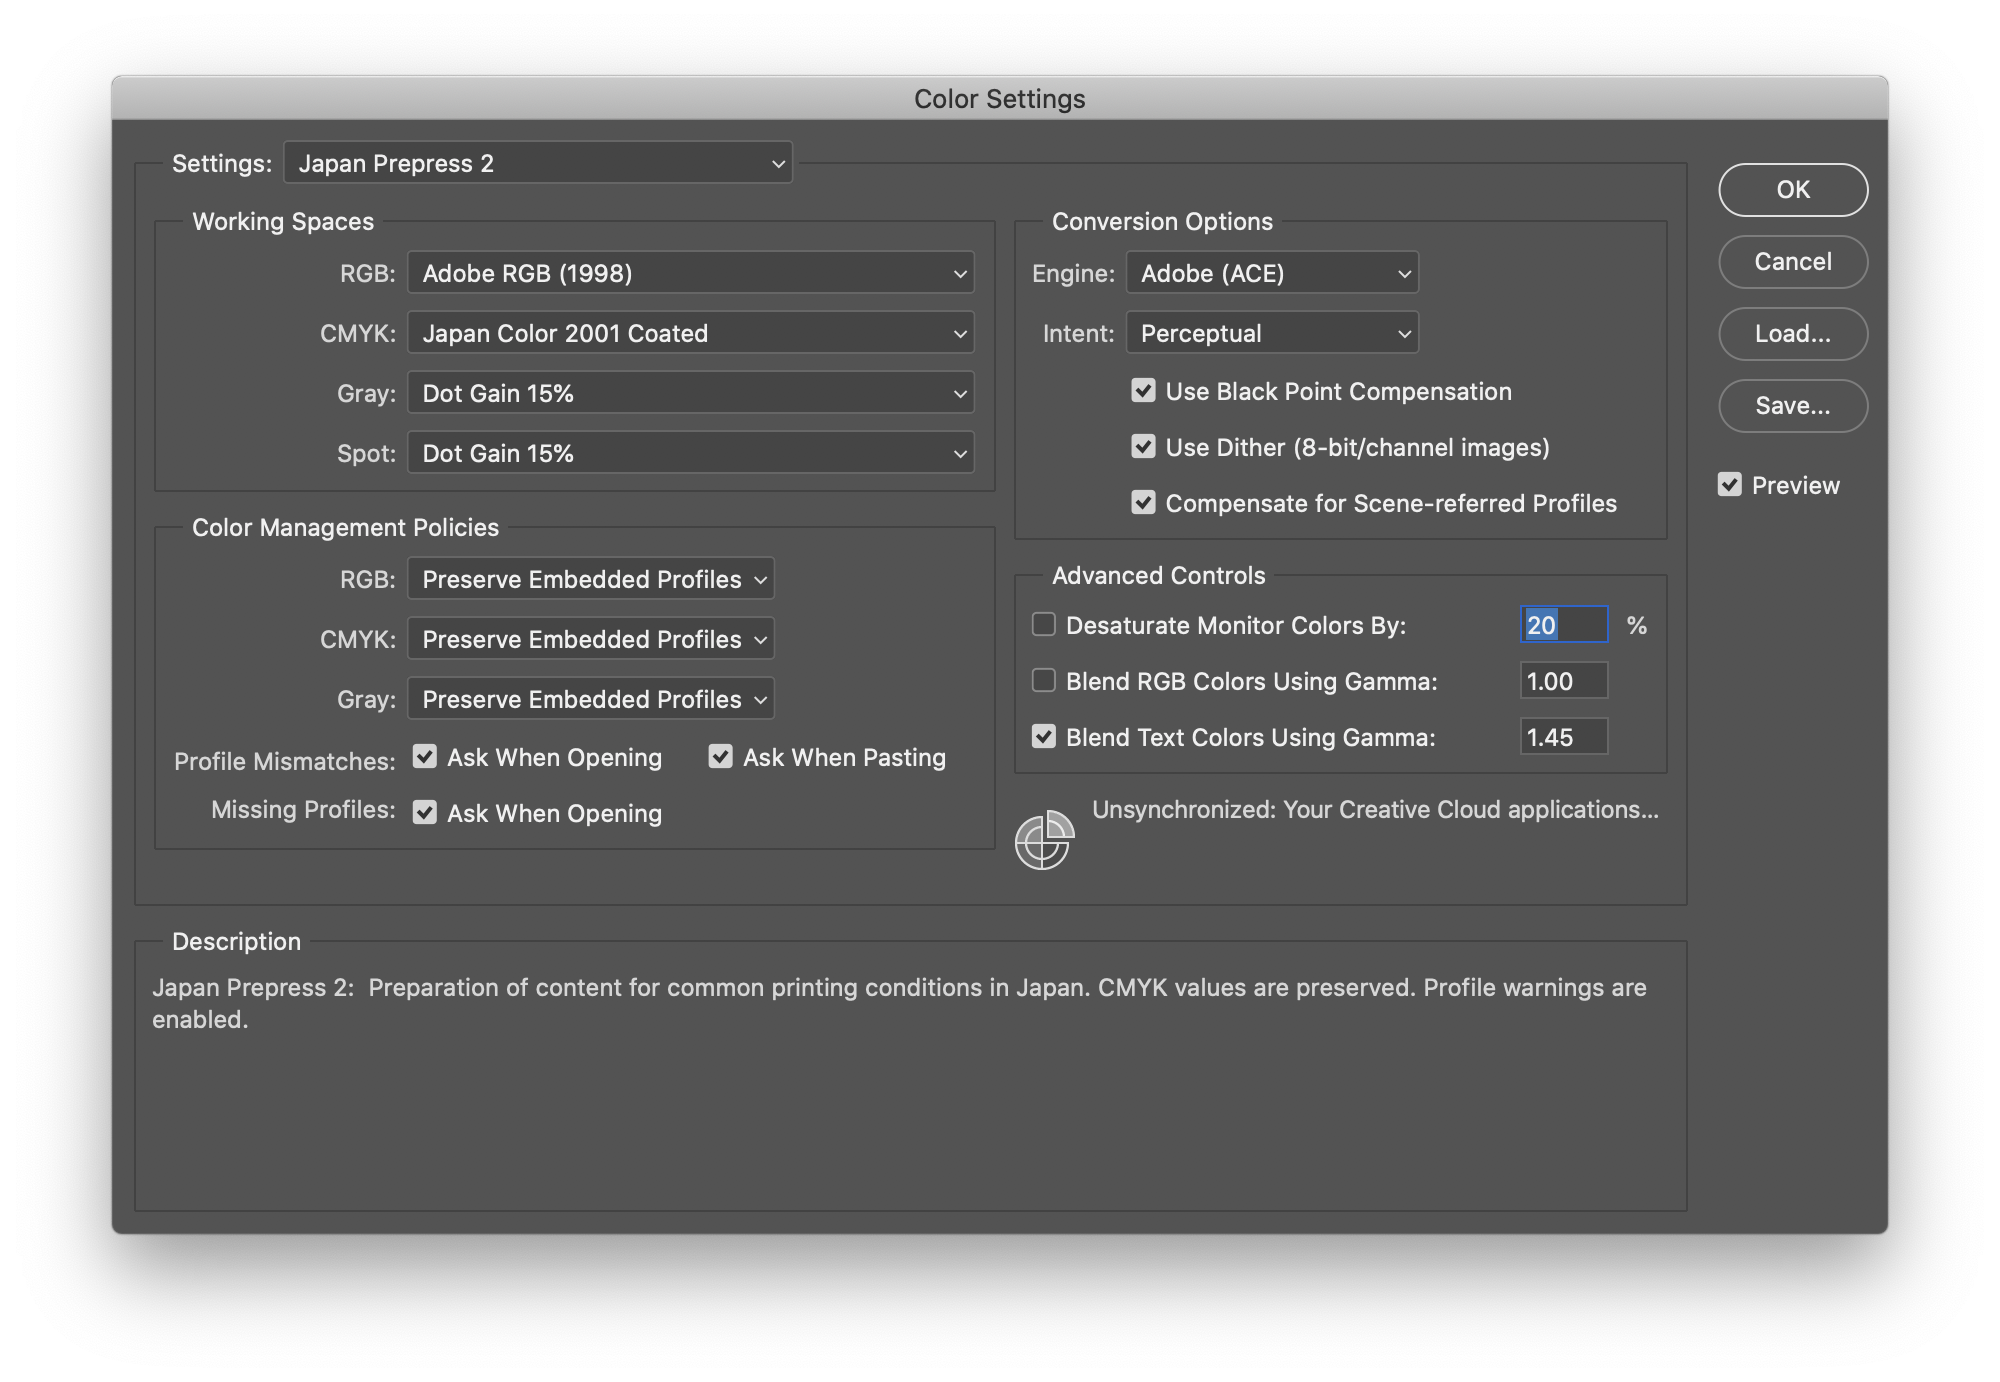 Color Settings
Settings: Japan Prepress 2
Working Spaces
RGB: Adobe RGB (1998)
CMYK: Japan Color 2001 Coated
Gray: Dot Gain 15%
Spot: Dot Gain 15%
Color Management Policies
RGB: Preserve Embedded Profiles
CMYK: Preserve Embedded Profiles
Gray: Preserve Embedded Profiles
Profile Mismatches: Ask When Opening Ask When Pasting
Missing Profiles: Ask When Opening
Conversion Options
Engine: Adobe (ACE)
Intent: Perceptual
Use Black Point Compensation
Use Dither (8-bit/channel images)
Compensate for Scene-referred Profiles
Advanced Controls
Desaturate Monitor Colors By: 20 %
Blend RGB Colors Using Gamma: 1.00
Blend Text Colors Using Gamma: 1.45
Unsynchronized: Your Creative Cloud applications...
OK
Cancel
Load...
Save...
Preview
Description
Japan Prepress 2: Preparation of content for common printing conditions in Japan. CMYK values are preserved. Profile warnings are
enabled.